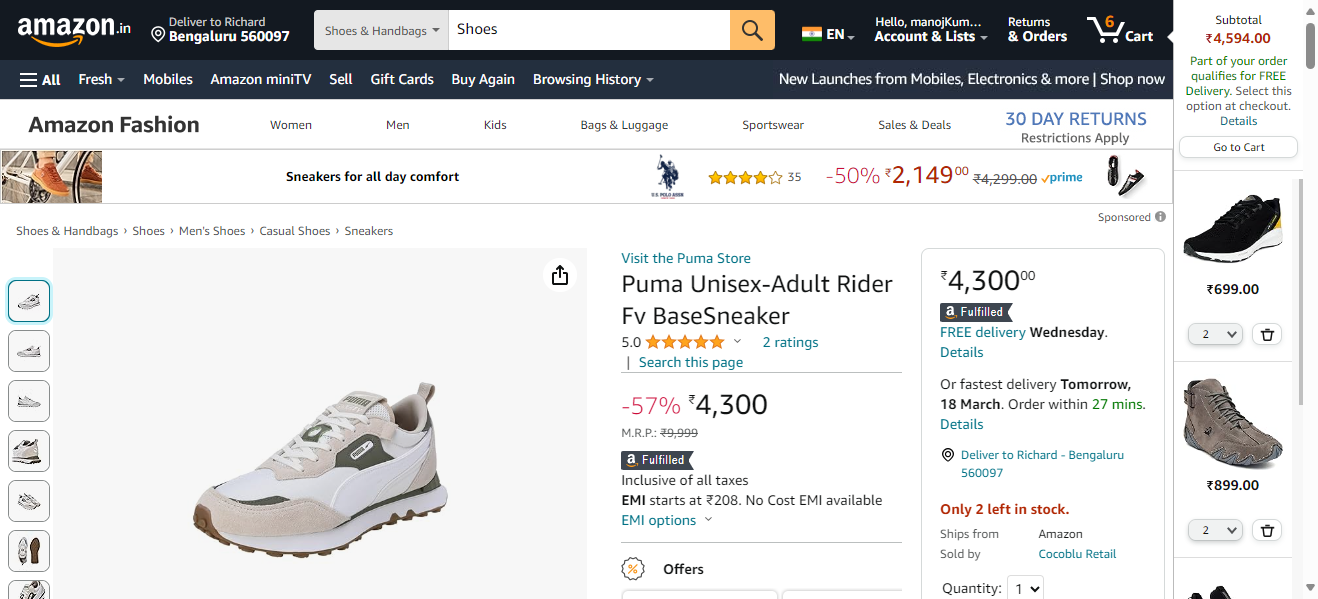 amazon.in
Deliver to Richard
Bengaluru 560097
Shoes & Handbags
Shoes
EN
Hello, manojKum...
Account & Lists
Returns
& Orders
6
Cart
All
Fresh
Mobiles
Amazon miniTV
Sell
Gift Cards
Buy Again
Browsing History
New Launches from Mobiles, Electronics & more | Shop now
Amazon Fashion
Women
Men
Kids
Bags & Luggage
Sportswear
Sales & Deals
30 DAY RETURNS
Restrictions Apply
Sneakers for all day comfort
U.S. POLO ASSN.
35
-50% ₹2,14900 ₹4,299.00 prime
Sponsored
Shoes & Handbags › Shoes › Men's Shoes › Casual Shoes › Sneakers
Visit the Puma Store
Puma Unisex-Adult Rider
Fv BaseSneaker
5.0
2 ratings
| Search this page
-57% ₹4,300
M.R.P.: ₹9,999
a Fulfilled
Inclusive of all taxes
EMI starts at ₹208. No Cost EMI available
EMI options
% Offers
₹4,30000
a Fulfilled
FREE delivery Wednesday.
Details
Or fastest delivery Tomorrow,
18 March. Order within 27 mins.
Details
Deliver to Richard - Bengaluru
560097
Only 2 left in stock.
Ships from Amazon
Sold by Cocoblu Retail
Quantity: 1
Subtotal
₹4,594.00
Part of your order
qualifies for FREE
Delivery. Select this
option at checkout.
Details
Go to Cart
₹699.00
2
₹899.00
2